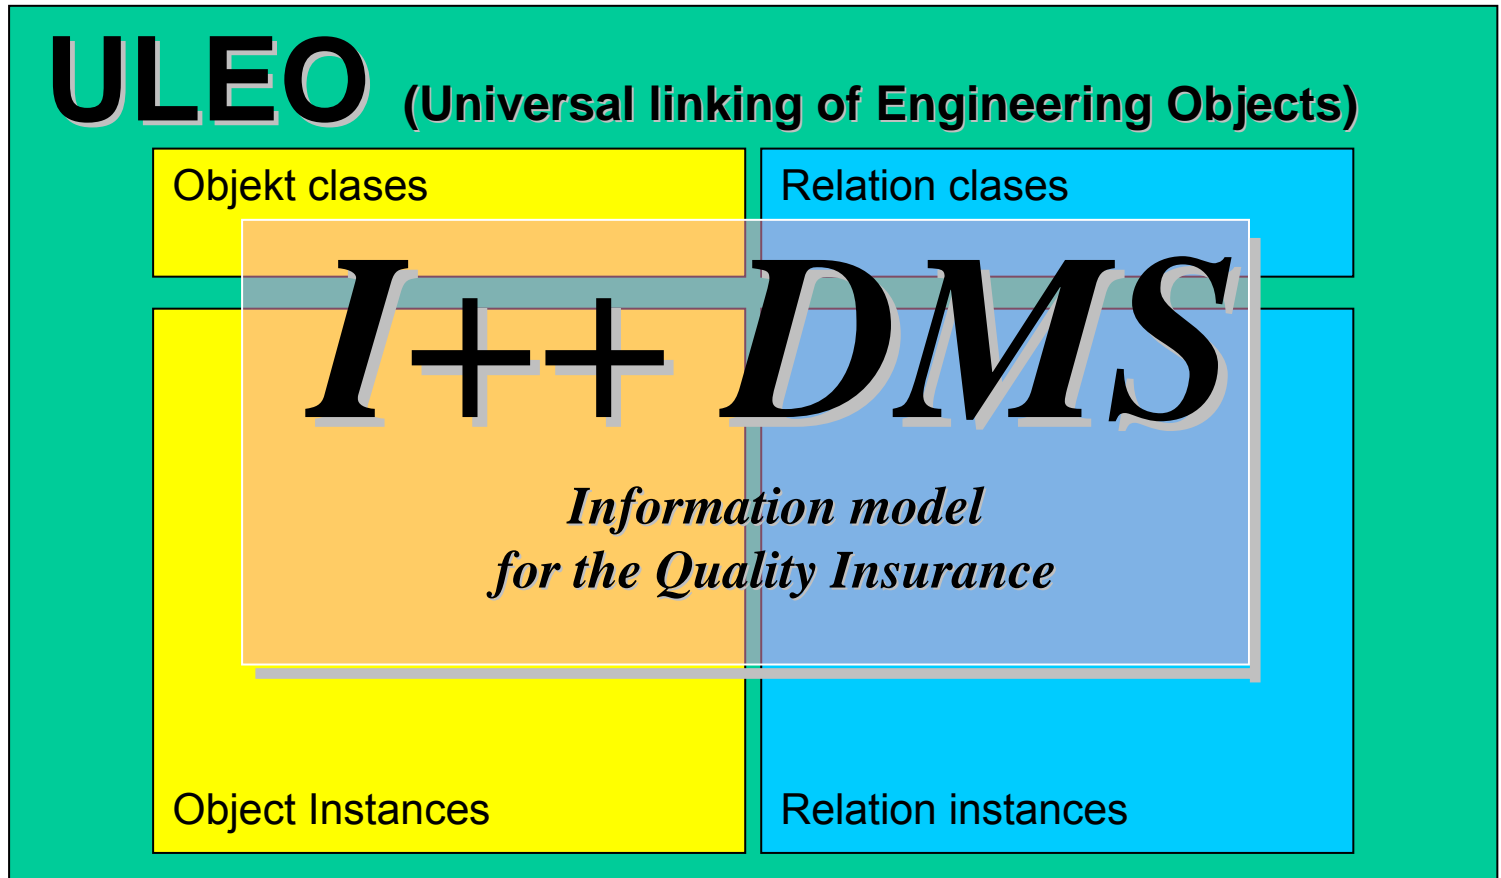 ULEO (Universal linking of Engineering Objects)
Objekt clases
Relation clases
I++ DMS
Information model
for the Quality Insurance
Object Instances
Relation instances